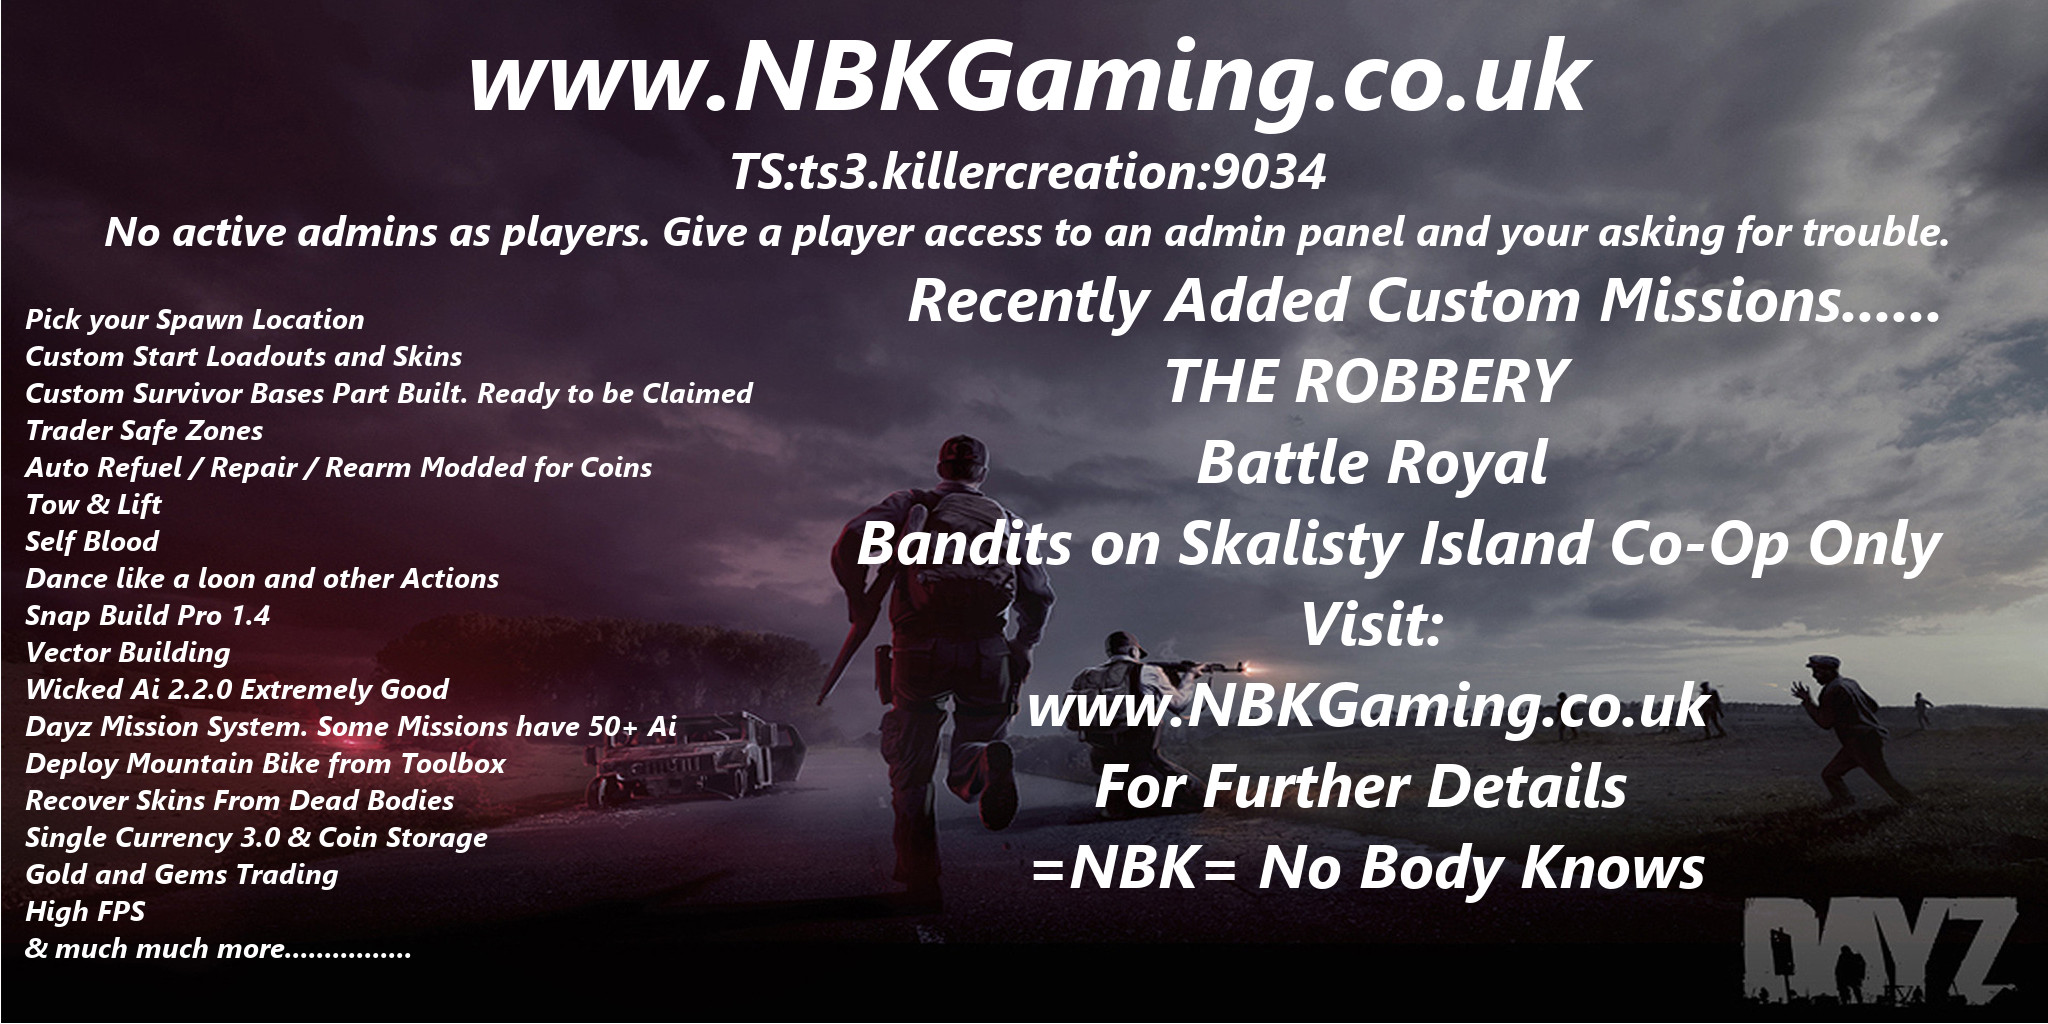 www.NBKGaming.co.uk
TS:ts3.killercreation:9034
No active admins as players. Give a player access to an admin panel and your asking for trouble.
Pick your Spawn Location
Custom Start Loadouts and Skins
Custom Survivor Bases Part Built. Ready to be Claimed
Trader Safe Zones
Auto Refuel / Repair / Rearm Modded for Coins
Tow & Lift
Self Blood
Dance like a loon and other Actions
Snap Build Pro 1.4
Vector Building
Wicked Ai 2.2.0 Extremely Good
Dayz Mission System. Some Missions have 50+ Ai
Deploy Mountain Bike from Toolbox
Recover Skins From Dead Bodies
Single Currency 3.0 & Coin Storage
Gold and Gems Trading
High FPS
& much much more................
Recently Added Custom Missions......
THE ROBBERY
Battle Royal
Bandits on Skalisty Island Co-Op Only
Visit:
www.NBKGaming.co.uk
For Further Details
=NBK= No Body Knows
DAYZ